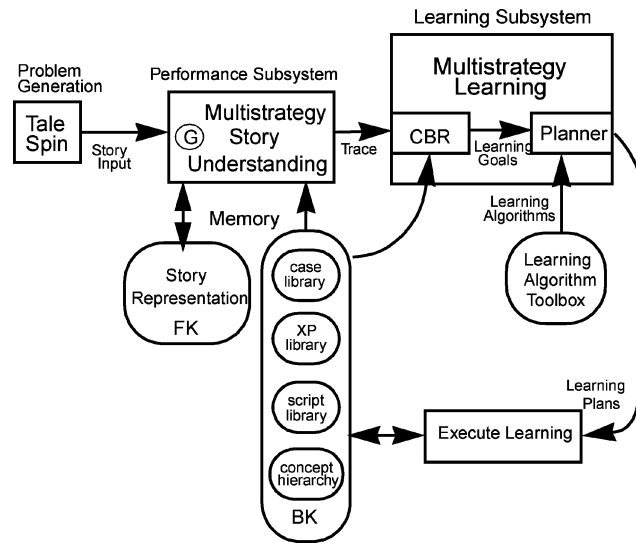 Learning Subsystem
Problem
Generation
Performance Subsystem
Multistrategy
Learning
Tale
Spin
Story
Input
G
Multistrategy
Story
Understanding
Trace
CBR
Learning
Goals
Planner
Learning
Algorithms
Memory
Story
Representation
FK
case
library
XP
library
script
library
concept
hierarchy
BK
Learning
Algorithm
Toolbox
Learning
Plans
Execute Learning